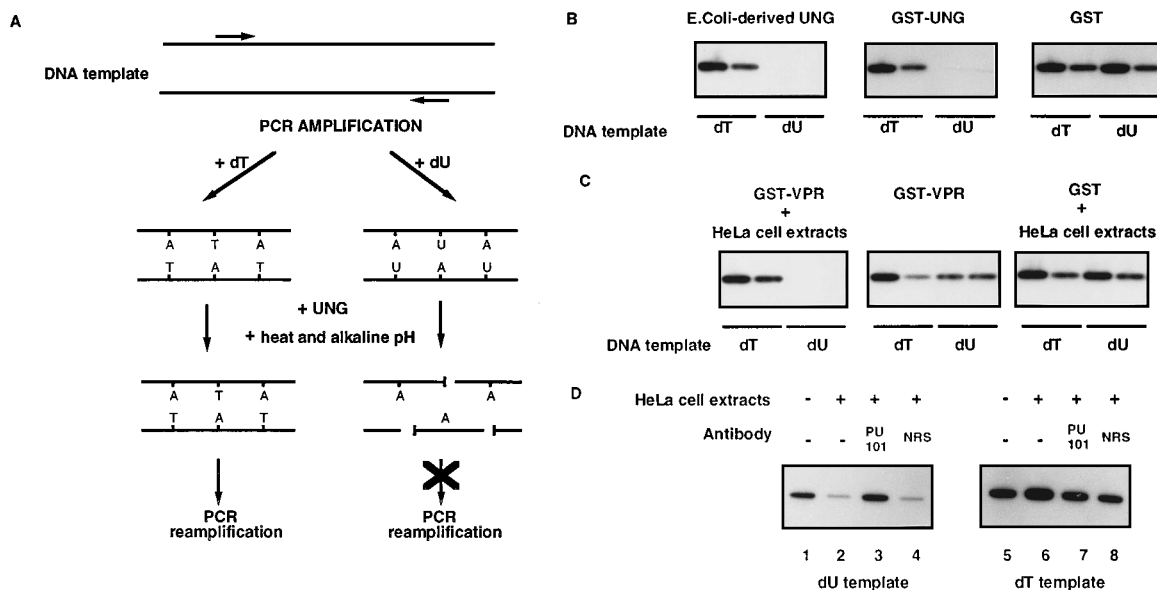 A
DNA template
PCR AMPLIFICATION
+ dT
+ dU
A T A
T A T
A U A
U A U
+ UNG
+ heat and alkaline pH
A T A
T A T
A A
A
PCR
reamplification
PCR
reamplification
B
E.Coli-derived UNG GST-UNG GST
DNA template dT dU dT dU dT dU
C
GST-VPR
+
HeLa cell extracts
GST-VPR
GST
+
HeLa cell extracts
DNA template dT dU dT dU dT dU
D
HeLa cell extracts - + + + - + + +
Antibody - - PU 101 NRS - - PU 101 NRS
1 2 3 4 5 6 7 8
dU template dT template